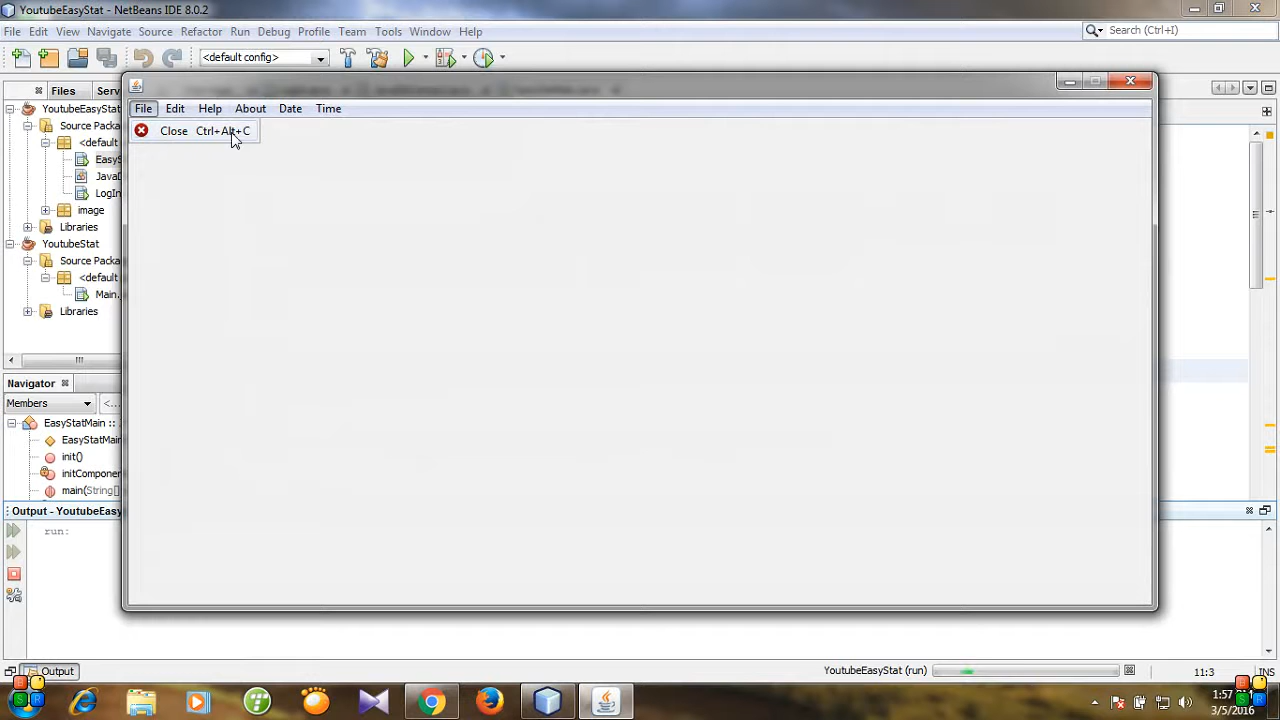 YoutubeEasyStat - NetBeans IDE 8.0.2
File Edit View Navigate Source Refactor Run Debug Profile Team Tools Window Help
Search (Ctrl+I)
<default config>
Files Serv
File Edit Help About Date Time
Close Ctrl+Alt+C
YoutubeEasyStat
Source Packa
<default
EasyS
JavaD
LogIn
image
Libraries
YoutubeStat
Source Packa
<default
Main.
Libraries
Navigator
Members
<...
EasyStatMain ::
EasyStatMain
init()
initComponen
main(String[]
Output - YoutubeEasy
run:
Output
YoutubeEasyStat (run)
11:3
INS
1:57
3/5/2016